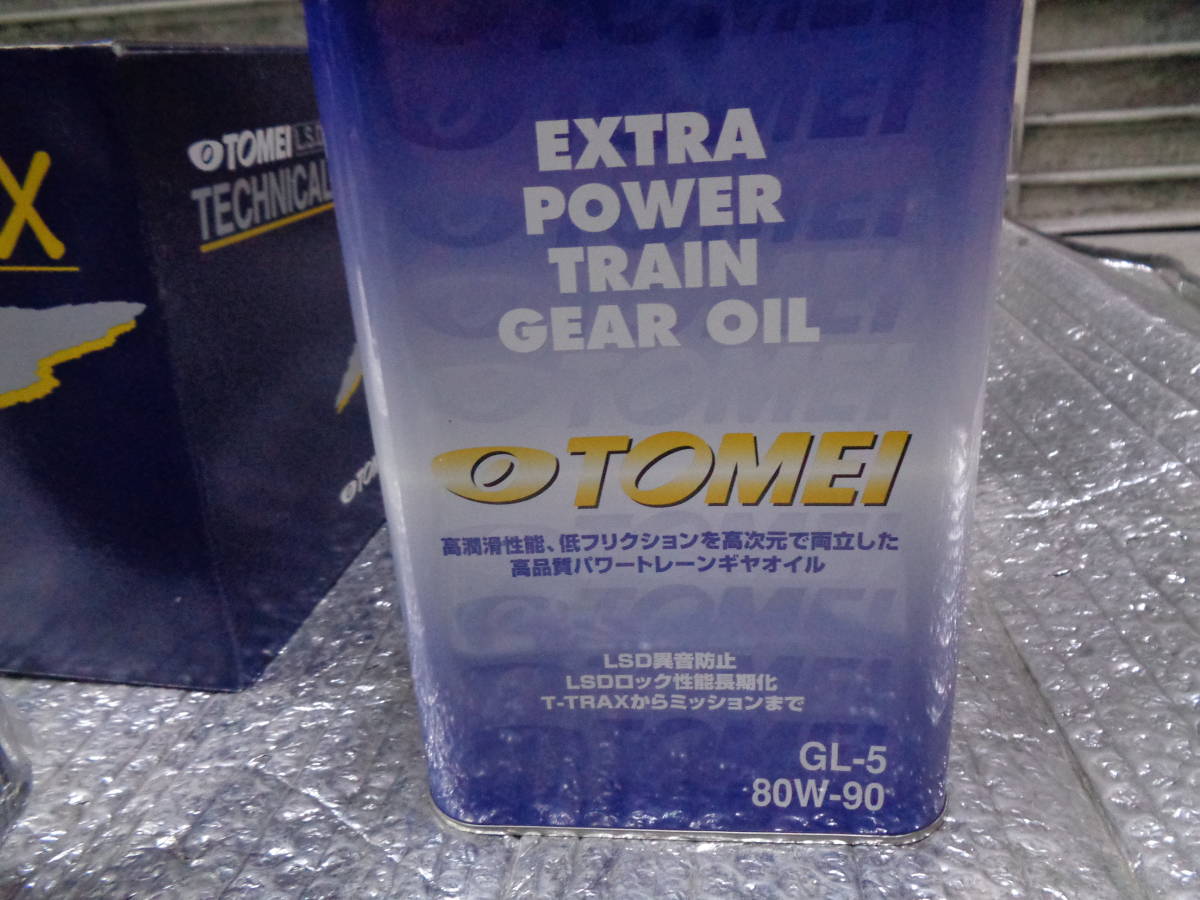 X
TOMEI L.S.D
TECHNICAL
EXTRA
POWER
TRAIN
GEAR OIL
TOMEI
高潤滑性能、低フリクションを高次元で両立した
高品質パワートレーンギヤオイル
LSD異音防止
LSDロック性能長期化
T-TRAXからミッションまで
GL-5
80W-90